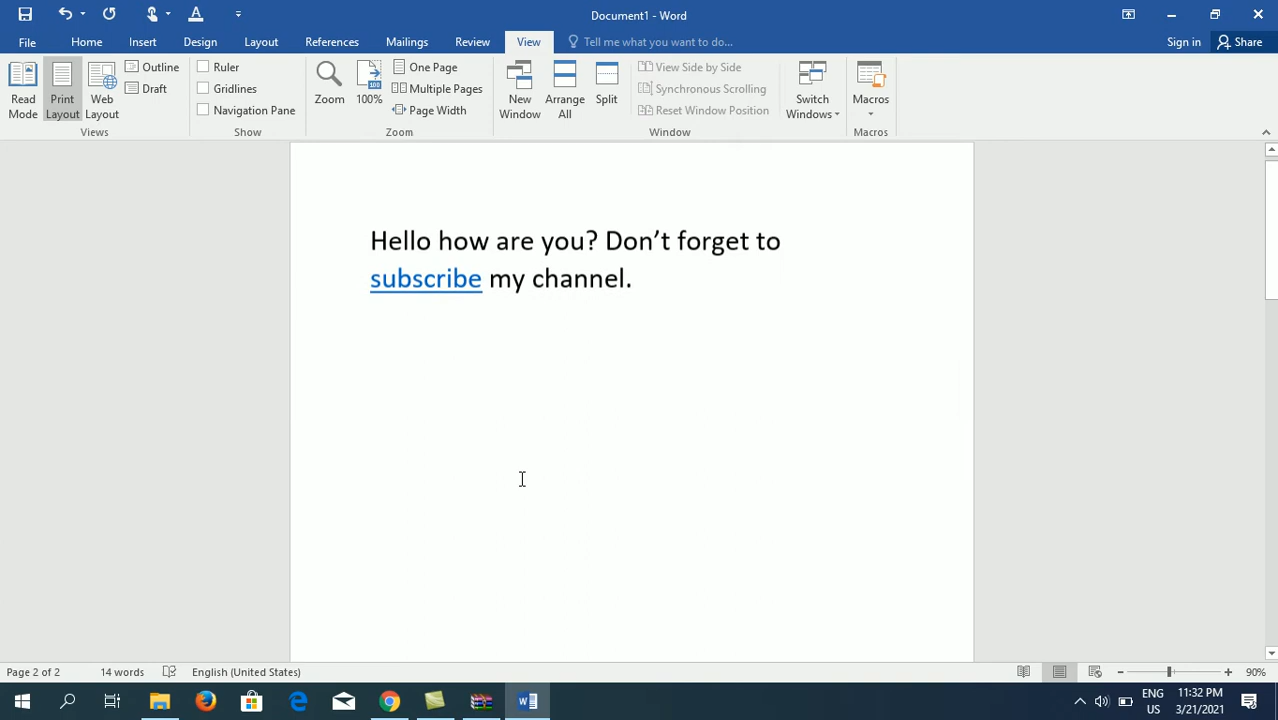 Document1 - Word
File Home Insert Design Layout References Mailings Review View Tell me what you want to do... Sign in Share
Read Mode
Print Layout
Web Layout
Outline
Draft
Views
Ruler
Gridlines
Navigation Pane
Show
Zoom
100%
One Page
Multiple Pages
Page Width
Zoom
New Window
Arrange All
Split
View Side by Side
Synchronous Scrolling
Reset Window Position
Window
Switch Windows
Macros
Macros
Hello how are you? Don’t forget to
subscribe my channel.
Page 2 of 2 14 words English (United States) 90%
ENG US
11:32 PM
3/21/2021